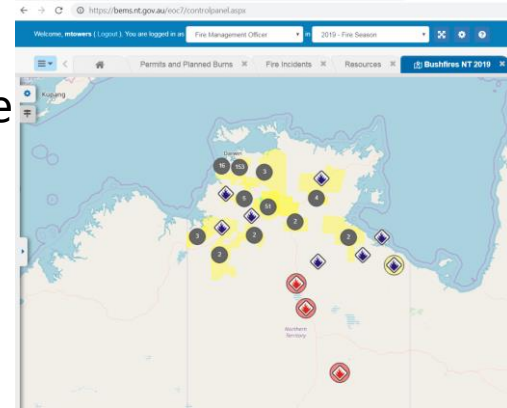 https://bems.nt.gov.au/eoc7/controlpanel.aspx
Welcome, mtowers ( Logout ). You are logged in as Fire Management Officer in 2019 - Fire Season
Permits and Planned Burns × Fire Incidents × Resources × Bushfires NT 2019 ×
e
Kupang
Darwin
16 153 3
5 51 4
3 2 2 2
2
Northern
Territory